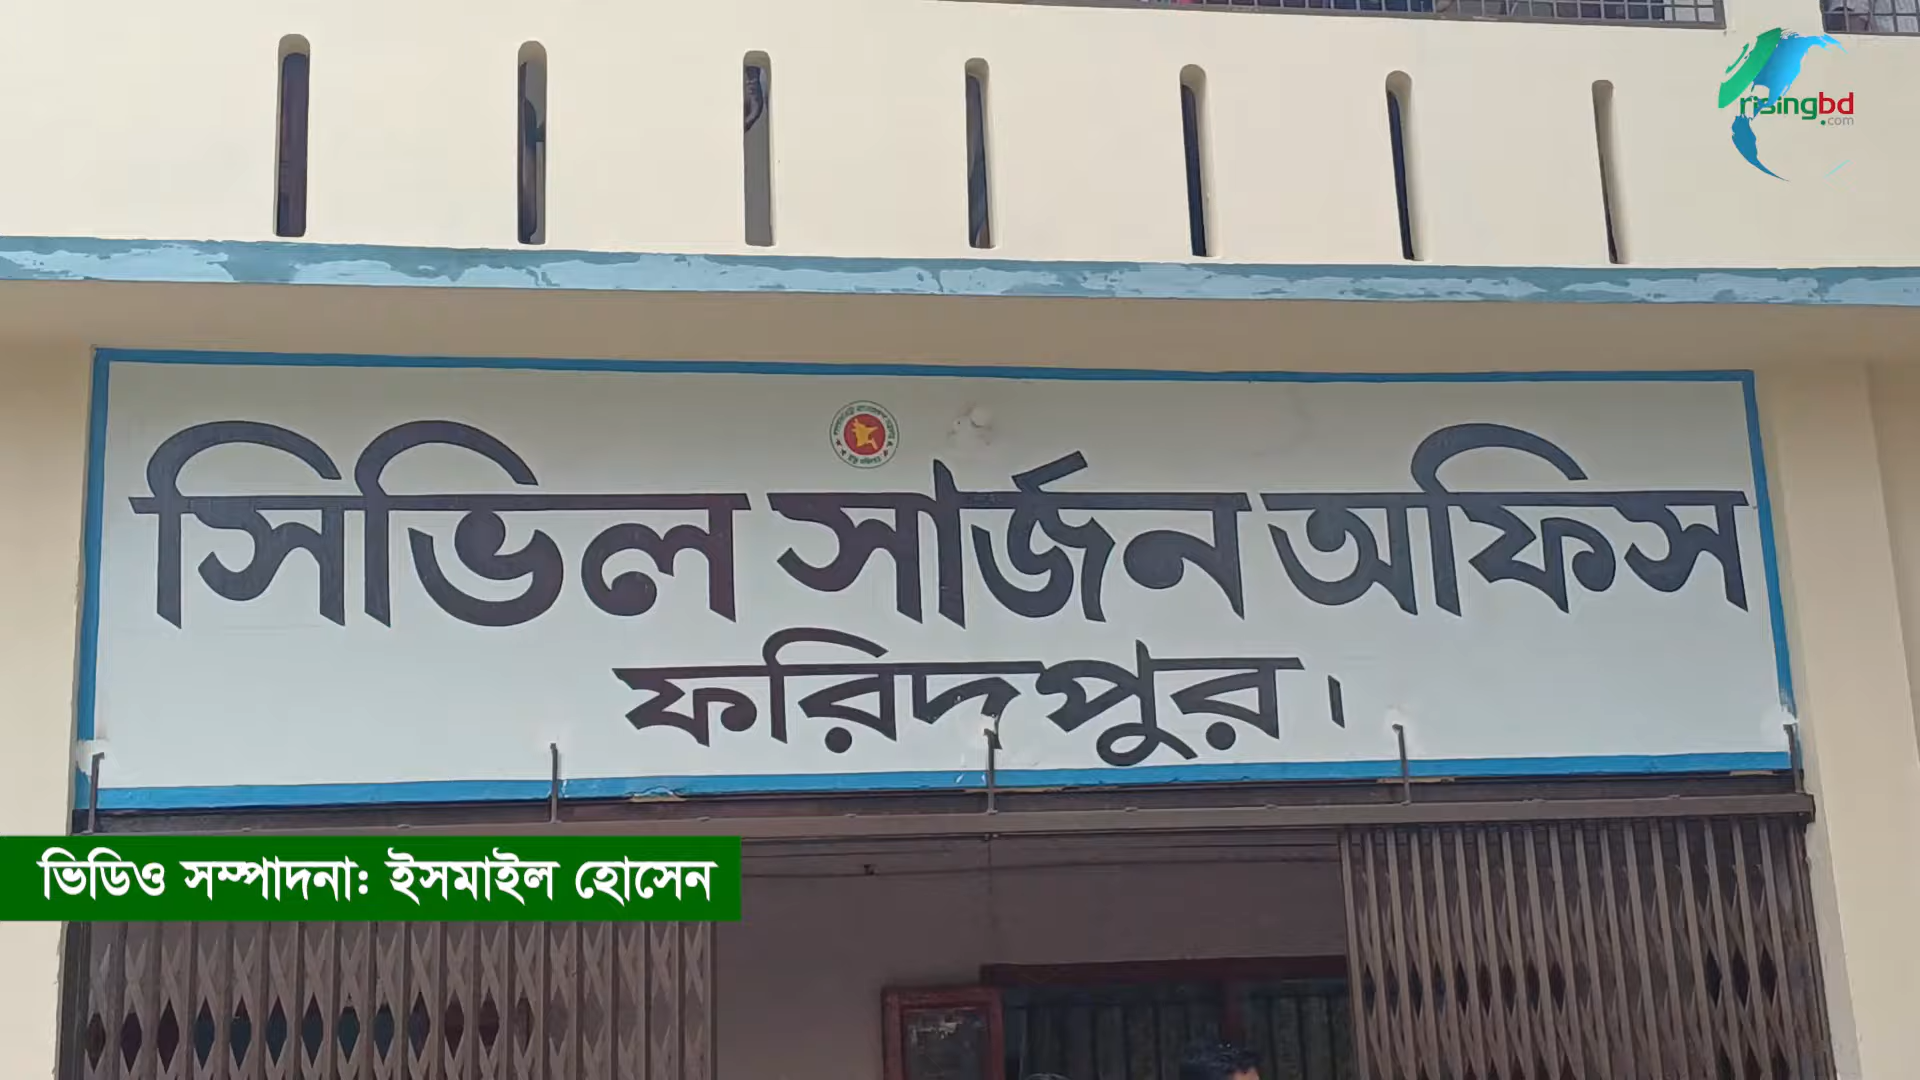 risingbd
.com
সিভিল সার্জন অফিস
ফরিদপুর।
ভিডিও সম্পাদনা: ইসমাইল হোসেন